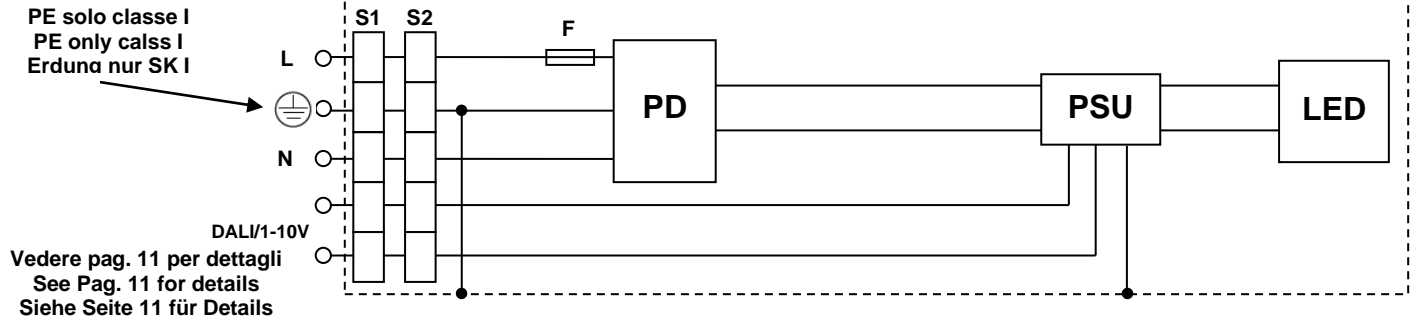 PE solo classe I
PE only calss I
Erdung nur SK I
S1
S2
F
L
PD
PSU
LED
N
DALI/1-10V
Vedere pag. 11 per dettagli
See Pag. 11 for details
Siehe Seite 11 für Details